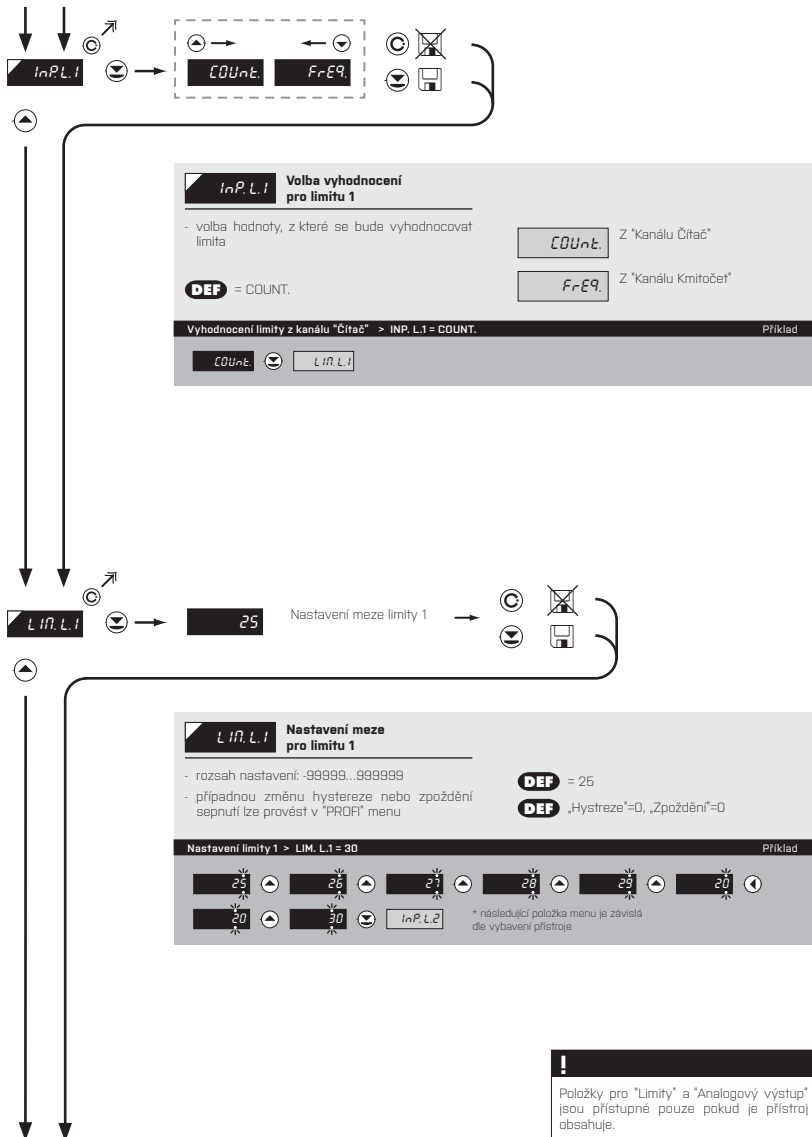 InP.L.1
COUnt. FrEq.
InP.L.1
Volba vyhodnocení
pro limitu 1
- volba hodnoty, z které se bude vyhodnocovat
limita
DEF = COUNT.
COUnt. Z "Kanálu Čítač"
FrEq. Z "Kanálu Kmitočet"
Vyhodnocení limity z kanálu "Čítač" > INP. L.1 = COUNT. Příklad
COUnt. LIM.L.1
LIM.L.1 25 Nastavení meze limity 1
LIM.L.1
Nastavení meze
pro limitu 1
- rozsah nastavení: -99999...999999
- případnou změnu hystereze nebo zpoždění
sepnutí lze provést v "PROFI" menu
DEF = 25
DEF „Hystreze"=0, „Zpoždění"=0
Nastavení limity 1 > LIM. L.1 = 30 Příklad
25 26 27 28 29 20
20 30 InP.L.2
* následující položka menu je závislá
dle vybavení přístroje
!
Položky pro "Limity" a "Analogový výstup"
jsou přístupné pouze pokud je přístroj
obsahuje.